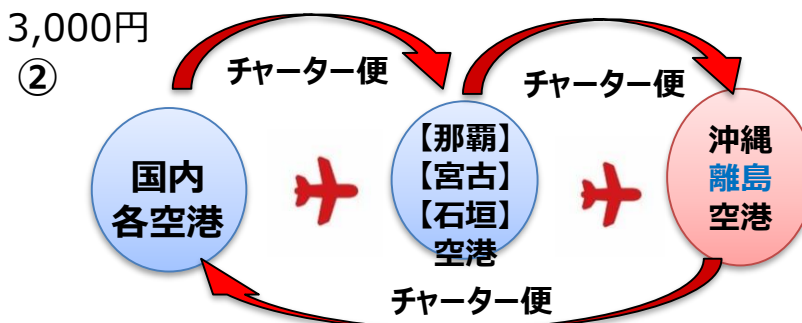 3,000円
②
チャーター便
チャーター便
国内
各空港
【那覇】
【宮古】
【石垣】
空港
沖縄
離島
空港
チャーター便